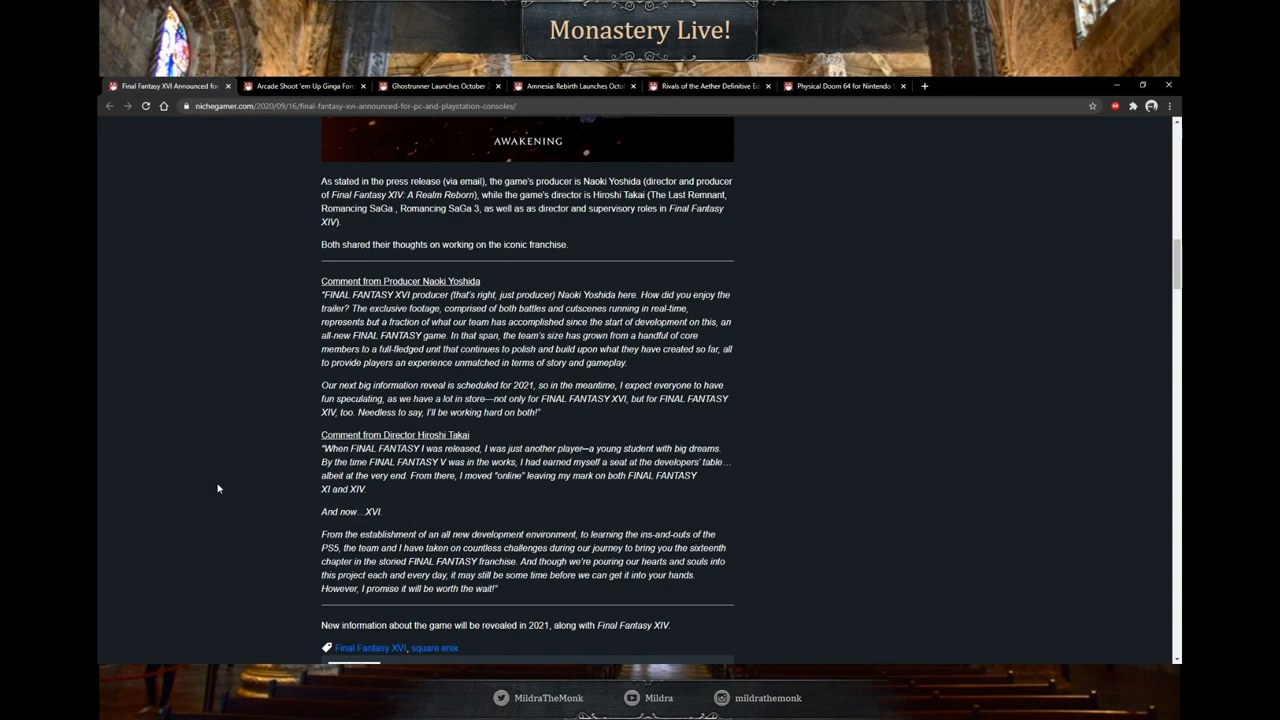 Monastery Live!
Final Fantasy XVI Announced for
Arcade Shoot 'em Up Ginga Forc
Ghostrunner Launches October 2
Amnesia: Rebirth Launches Octo
Rivals of the Aether Definitive Ed
Physical Doom 64 for Nintendo S
nichegamer.com/2020/09/16/final-fantasy-xvi-announced-for-pc-and-playstation-consoles/
AWAKENING
As stated in the press release (via email), the game's producer is Naoki Yoshida (director and producer
of Final Fantasy XIV: A Realm Reborn), while the game's director is Hiroshi Takai (The Last Remnant,
Romancing SaGa , Romancing SaGa 3, as well as as director and supervisory roles in Final Fantasy
XIV).
Both shared their thoughts on working on the iconic franchise.
Comment from Producer Naoki Yoshida
"FINAL FANTASY XVI producer (that's right, just producer) Naoki Yoshida here. How did you enjoy the
trailer? The exclusive footage, comprised of both battles and cutscenes running in real-time,
represents but a fraction of what our team has accomplished since the start of development on this, an
all-new FINAL FANTASY game. In that span, the team's size has grown from a handful of core
members to a full-fledged unit that continues to polish and build upon what they have created so far, all
to provide players an experience unmatched in terms of story and gameplay.
Our next big information reveal is scheduled for 2021, so in the meantime, I expect everyone to have
fun speculating, as we have a lot in store—not only for FINAL FANTASY XVI, but for FINAL FANTASY
XIV, too. Needless to say, I'll be working hard on both!"
Comment from Director Hiroshi Takai
"When FINAL FANTASY I was released, I was just another player─a young student with big dreams.
By the time FINAL FANTASY V was in the works, I had earned myself a seat at the developers' table…
albeit at the very end. From there, I moved "online" leaving my mark on both FINAL FANTASY
XI and XIV.
And now…XVI.
From the establishment of an all new development environment, to learning the ins-and-outs of the
PS5, the team and I have taken on countless challenges during our journey to bring you the sixteenth
chapter in the storied FINAL FANTASY franchise. And though we're pouring our hearts and souls into
this project each and every day, it may still be some time before we can get it into your hands.
However, I promise it will be worth the wait!"
New information about the game will be revealed in 2021, along with Final Fantasy XIV.
Final Fantasy XVI, square enix
MildraTheMonk
Mildra
mildrathemonk